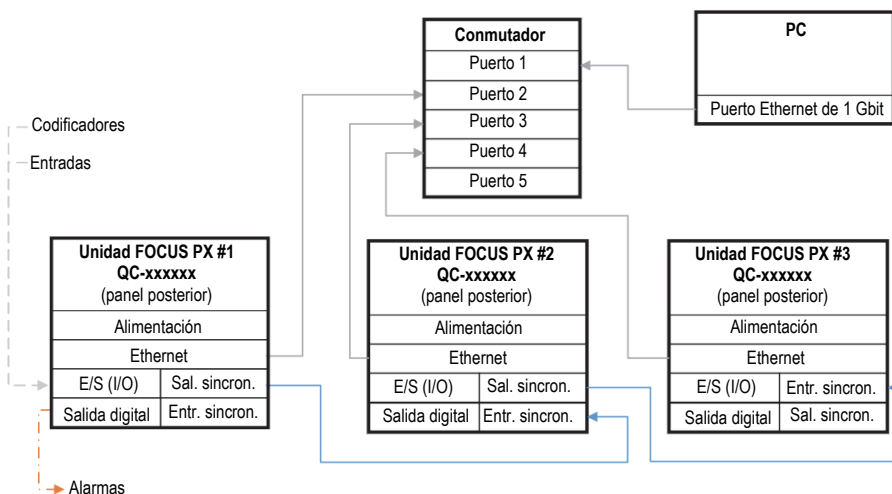 Conmutador
Puerto 1
Puerto 2
Puerto 3
Puerto 4
Puerto 5
PC
Puerto Ethernet de 1 Gbit
Codificadores
Entradas
Unidad FOCUS PX #1
QC-xxxxxx
(panel posterior)
Alimentación
Ethernet
E/S (I/O)
Sal. sincron.
Salida digital
Entr. sincron.
Unidad FOCUS PX #2
QC-xxxxxx
(panel posterior)
Alimentación
Ethernet
E/S (I/O)
Sal. sincron.
Salida digital
Entr. sincron.
Unidad FOCUS PX #3
QC-xxxxxx
(panel posterior)
Alimentación
Ethernet
E/S (I/O)
Entr. sincron.
Salida digital
Sal. sincron.
Alarmas